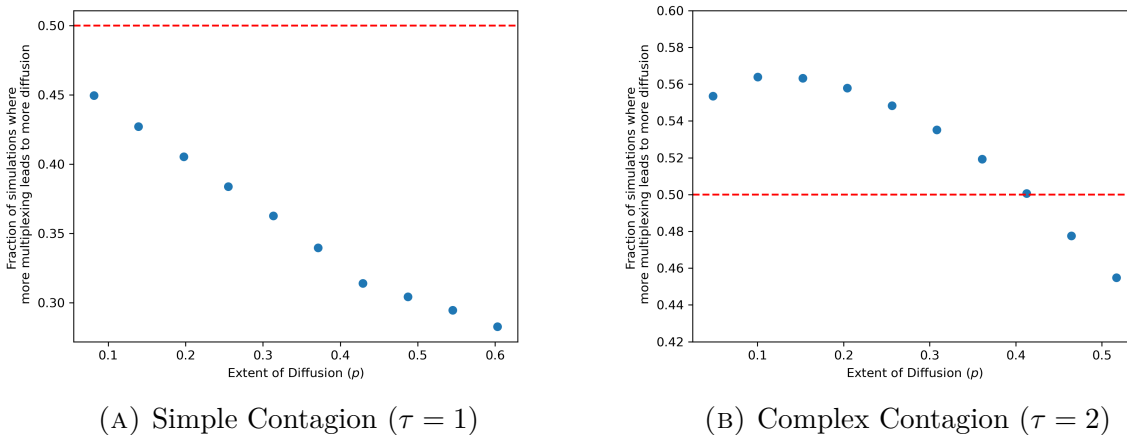 Fraction of simulations where
more multiplexing leads to more diffusion
0.50
0.45
0.40
0.35
0.30
0.1 0.2 0.3 0.4 0.5 0.6
Extent of Diffusion (p)
(A) Simple Contagion (τ = 1)
Fraction of simulations where
more multiplexing leads to more diffusion
0.60
0.58
0.56
0.54
0.52
0.50
0.48
0.46
0.44
0.42
0.1 0.2 0.3 0.4 0.5
Extent of Diffusion (p)
(B) Complex Contagion (τ = 2)